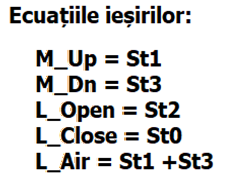 Ecuațiile ieșirilor:
M_Up = St1
M_Dn = St3
L_Open = St2
L_Close = St0
L_Air = St1 +St3